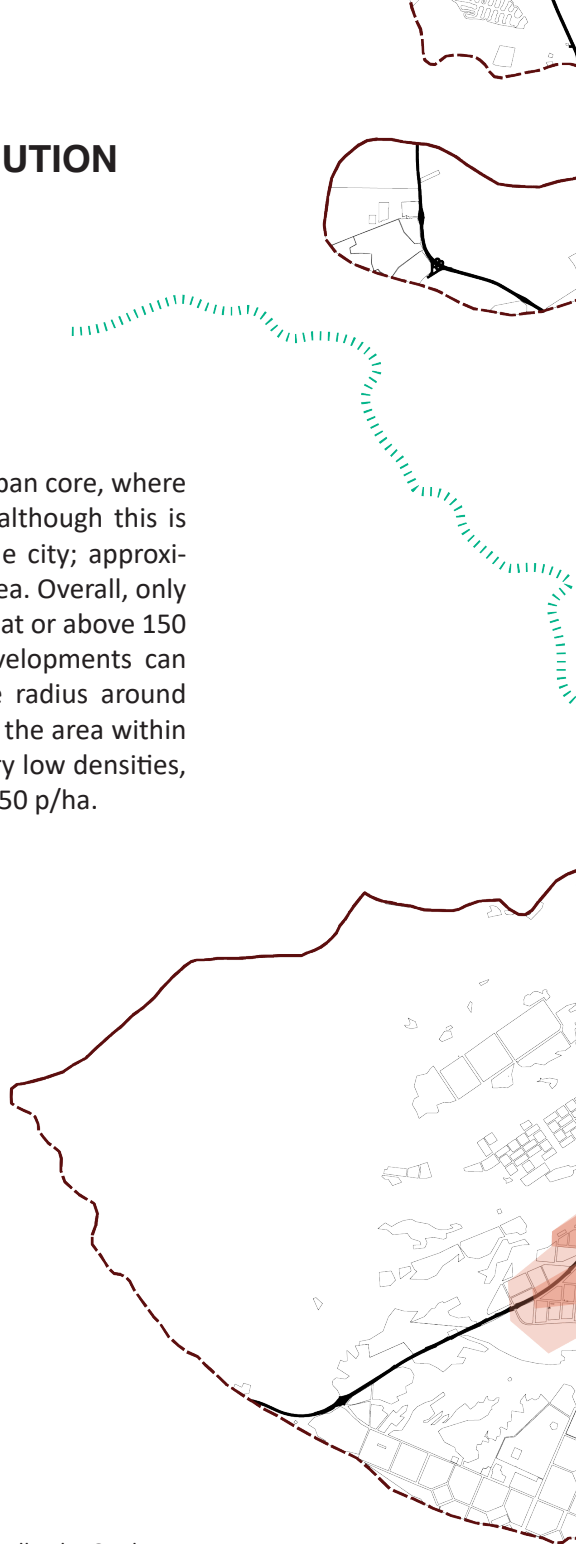 UTION
ban core, where
although this is
e city; approxi-
ea. Overall, only
at or above 150
velopments can
e radius around
the area within
ry low densities,
50 p/ha.